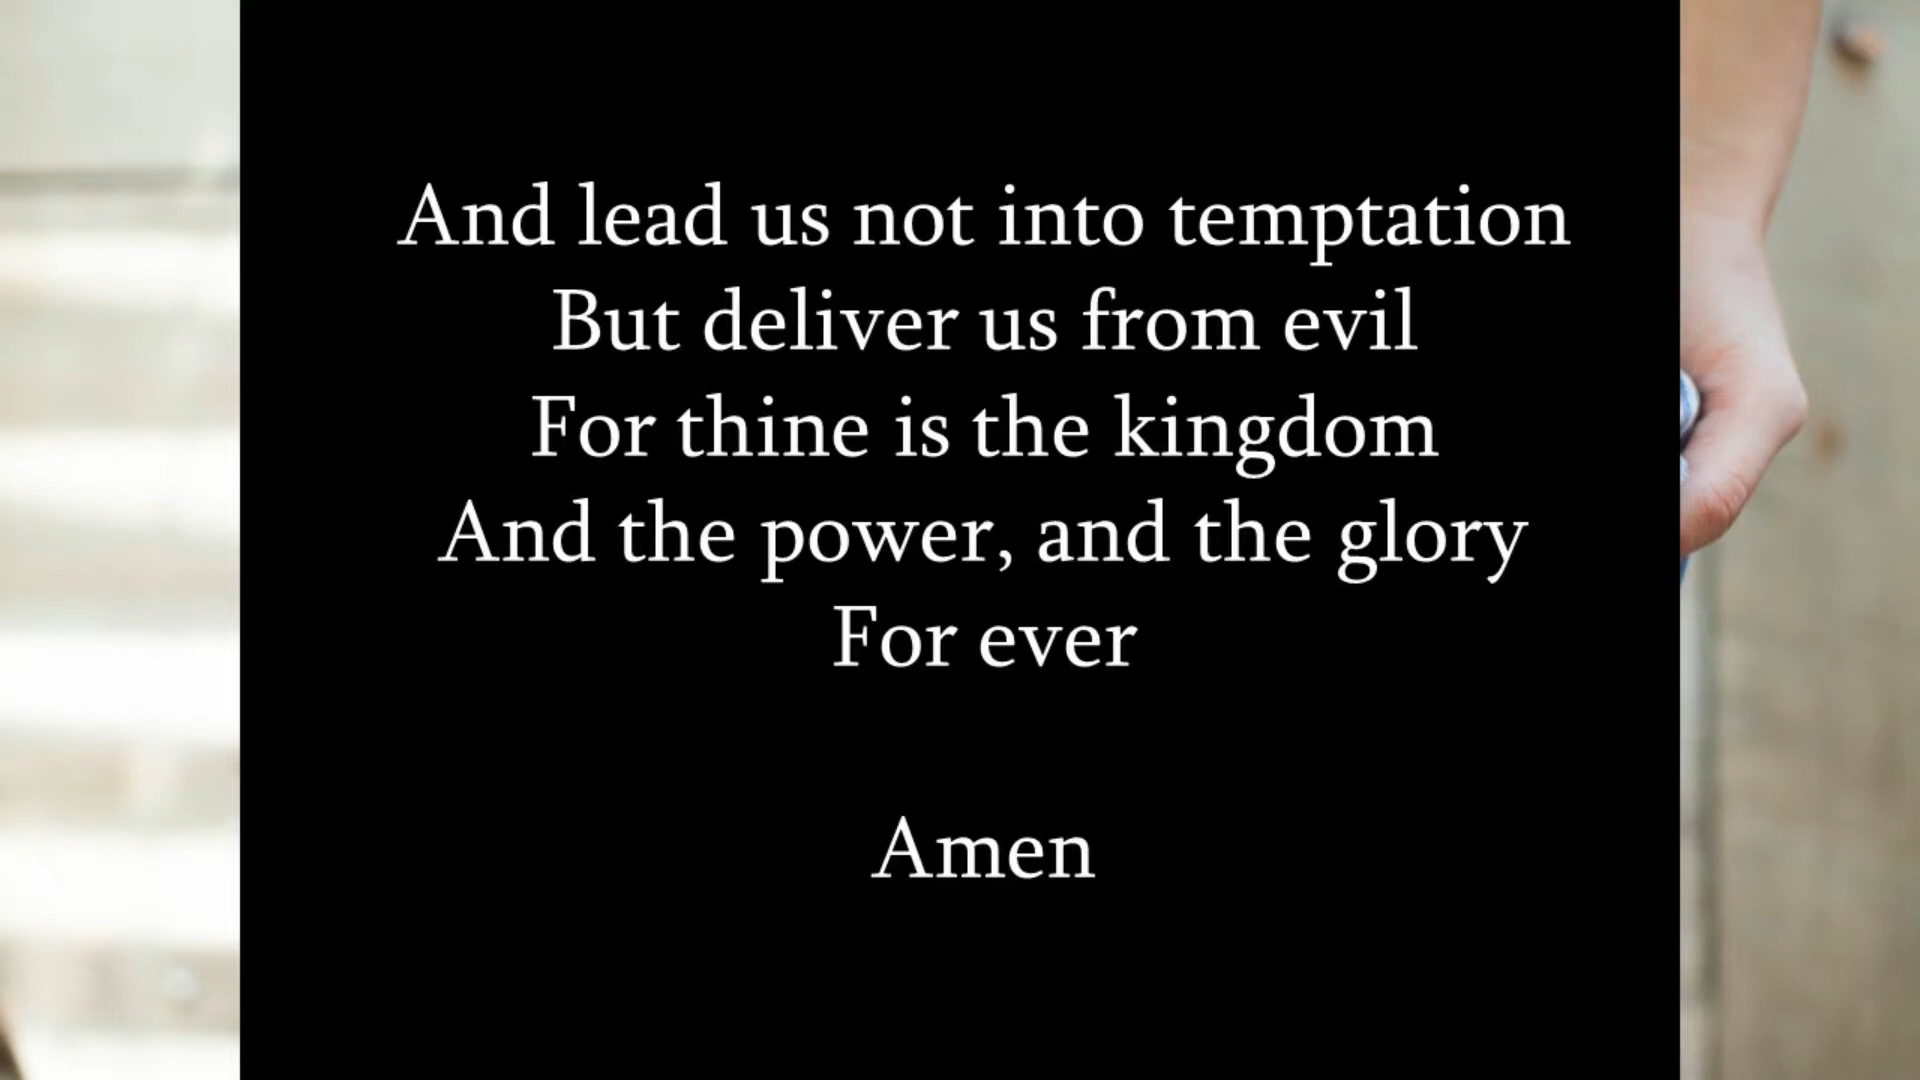 And lead us not into temptation
But deliver us from evil
For thine is the kingdom
And the power, and the glory
For ever
Amen